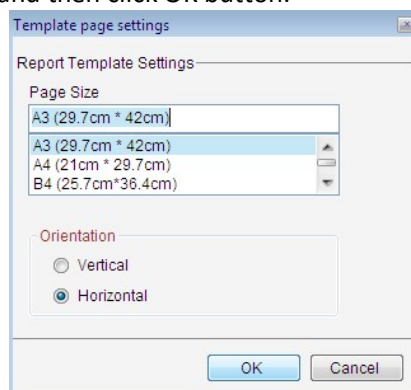 and then click OK button.
Template page settings
Report Template Settings
Page Size
A3 (29.7cm * 42cm)
A3 (29.7cm * 42cm)
A4 (21cm * 29.7cm)
B4 (25.7cm*36.4cm)
Orientation
Vertical
Horizontal
OK Cancel